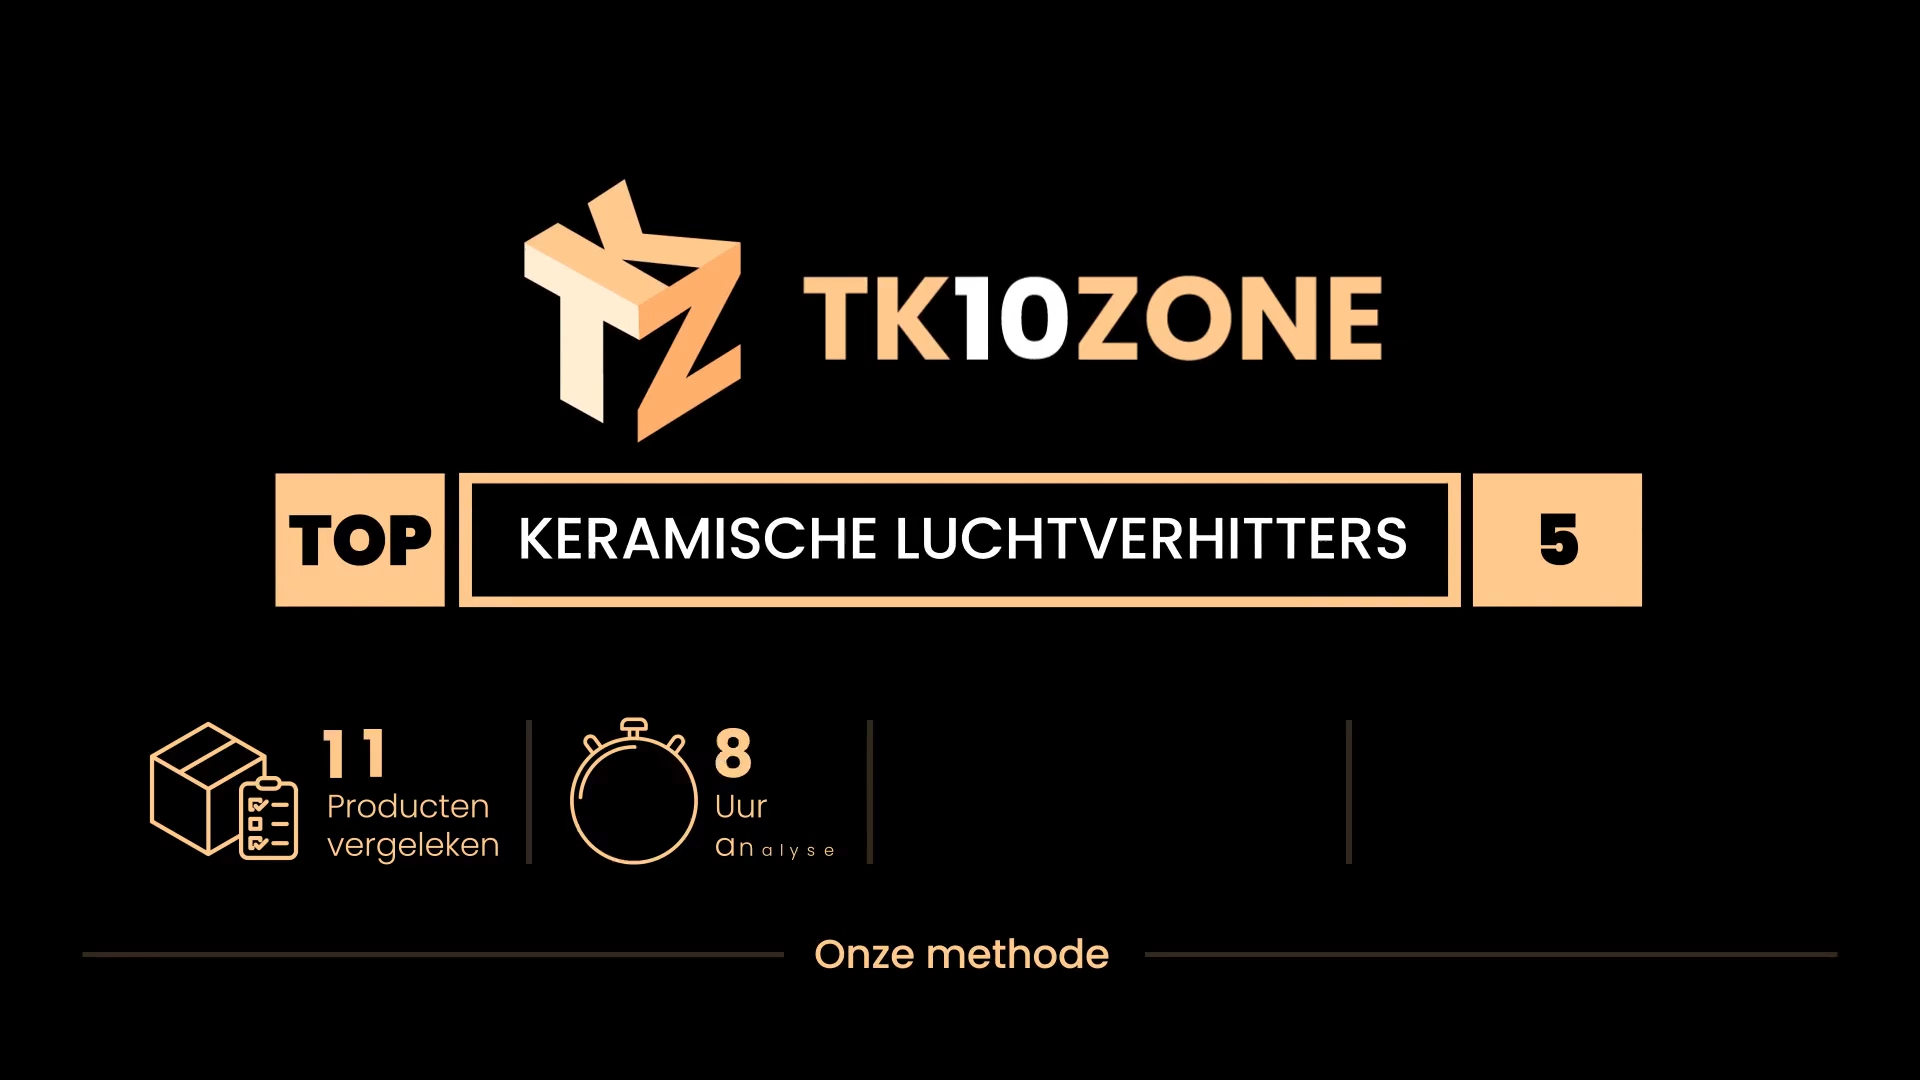 TK10ZONE
TOP
KERAMISCHE LUCHTVERHITTERS
5
11
Producten
vergeleken
8
Uur
analyse
Onze methode